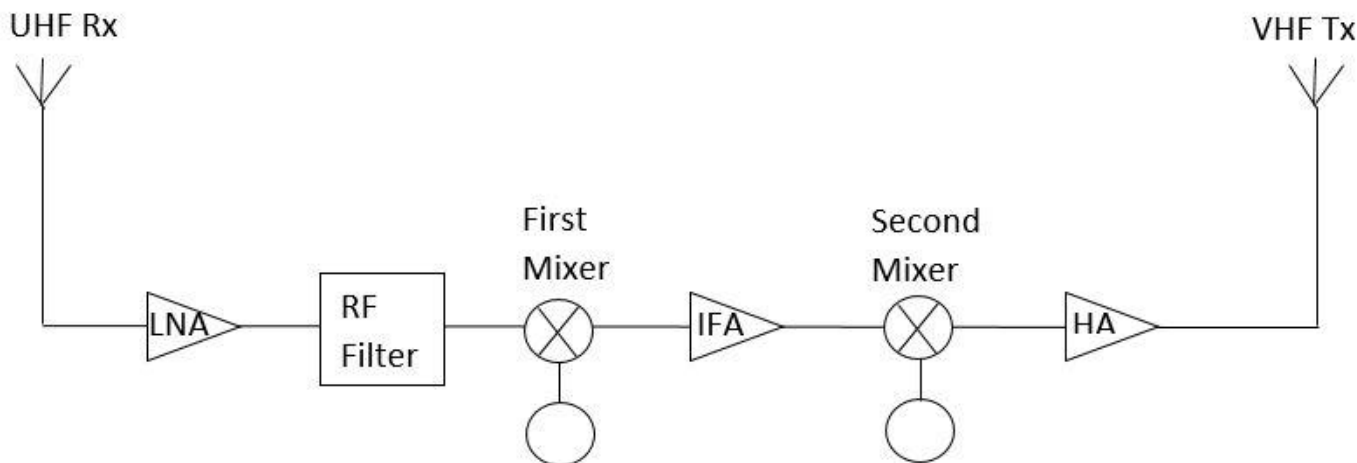 UHF Rx
VHF Tx
First
Mixer
Second
Mixer
LNA
RF
Filter
IFA
HA